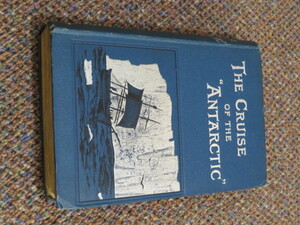 THE CRUISE
OF THE
"ANTARCTIC"